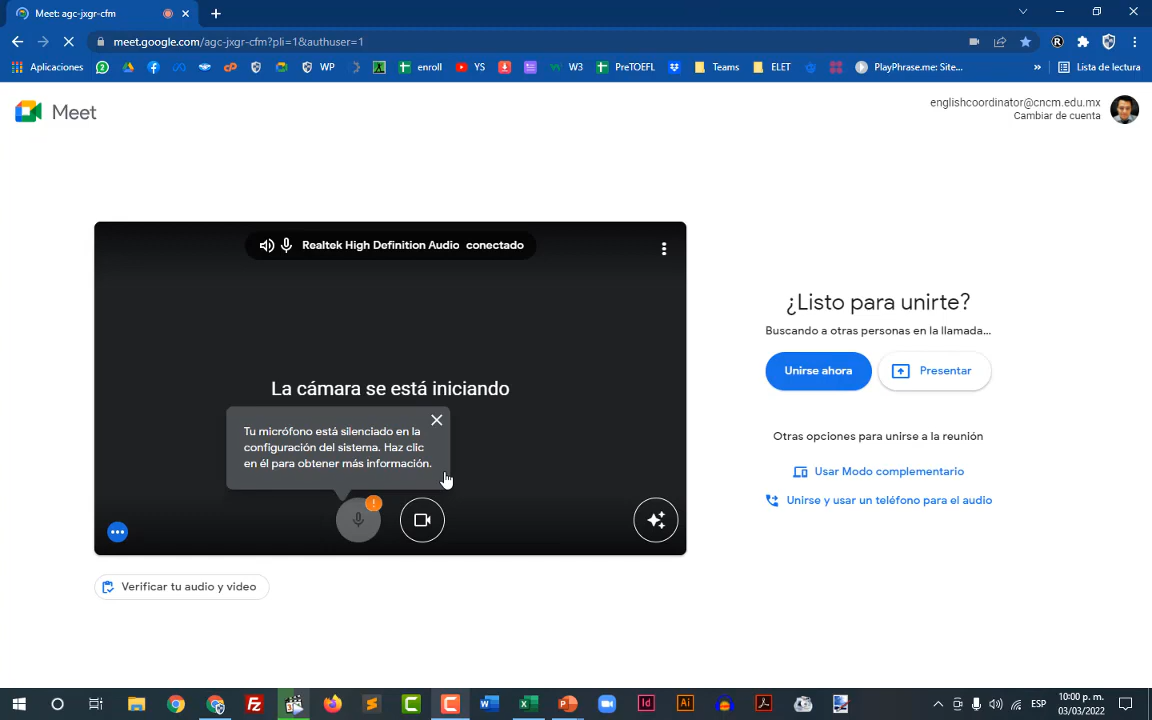 Meet: agc-jxgr-cfm
meet.google.com/agc-jxgr-cfm?pli=1&authuser=1
Aplicaciones
2
WP
enroll
YS
W3
PreTOEFL
Teams
ELET
PlayPhrase.me: Site...
»
Lista de lectura
Meet
englishcoordinator@cncm.edu.mx
Cambiar de cuenta
Realtek High Definition Audio conectado
La cámara se está iniciando
Tu micrófono está silenciado en la
configuración del sistema. Haz clic
en él para obtener más información.
¿Listo para unirte?
Buscando a otras personas en la llamada...
Unirse ahora
Presentar
Otras opciones para unirse a la reunión
Usar Modo complementario
Unirse y usar un teléfono para el audio
Verificar tu audio y video
ESP
10:00 p. m.
03/03/2022